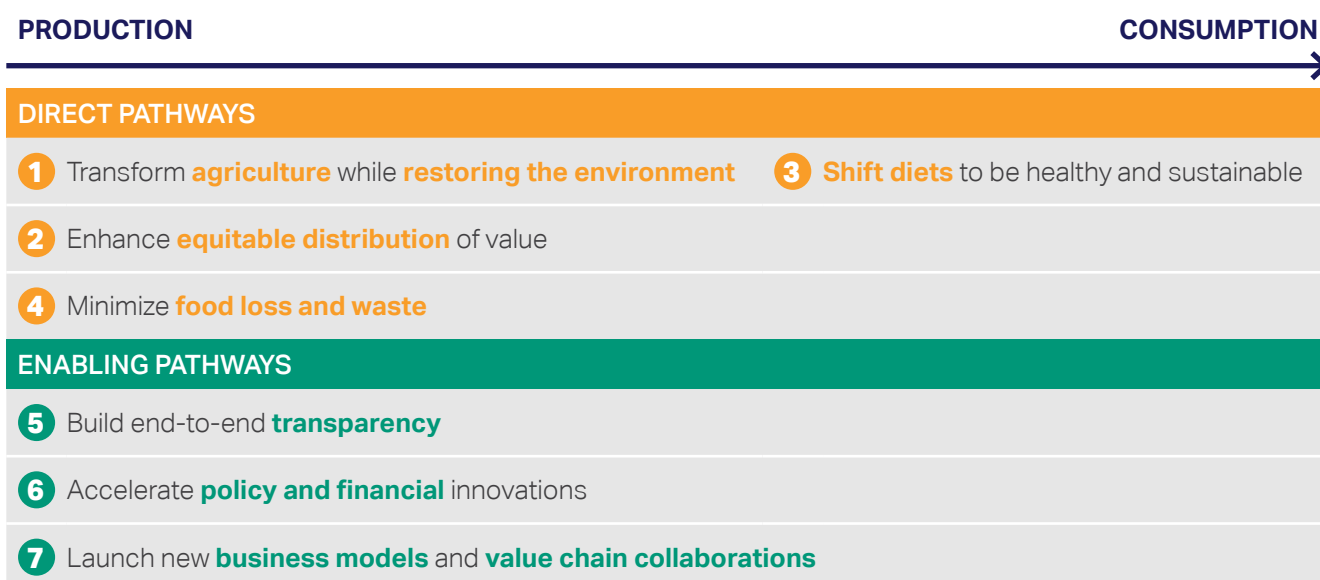 PRODUCTION CONSUMPTION
DIRECT PATHWAYS
1 Transform agriculture while restoring the environment 3 Shift diets to be healthy and sustainable
2 Enhance equitable distribution of value
4 Minimize food loss and waste
ENABLING PATHWAYS
5 Build end-to-end transparency
6 Accelerate policy and financial innovations
7 Launch new business models and value chain collaborations